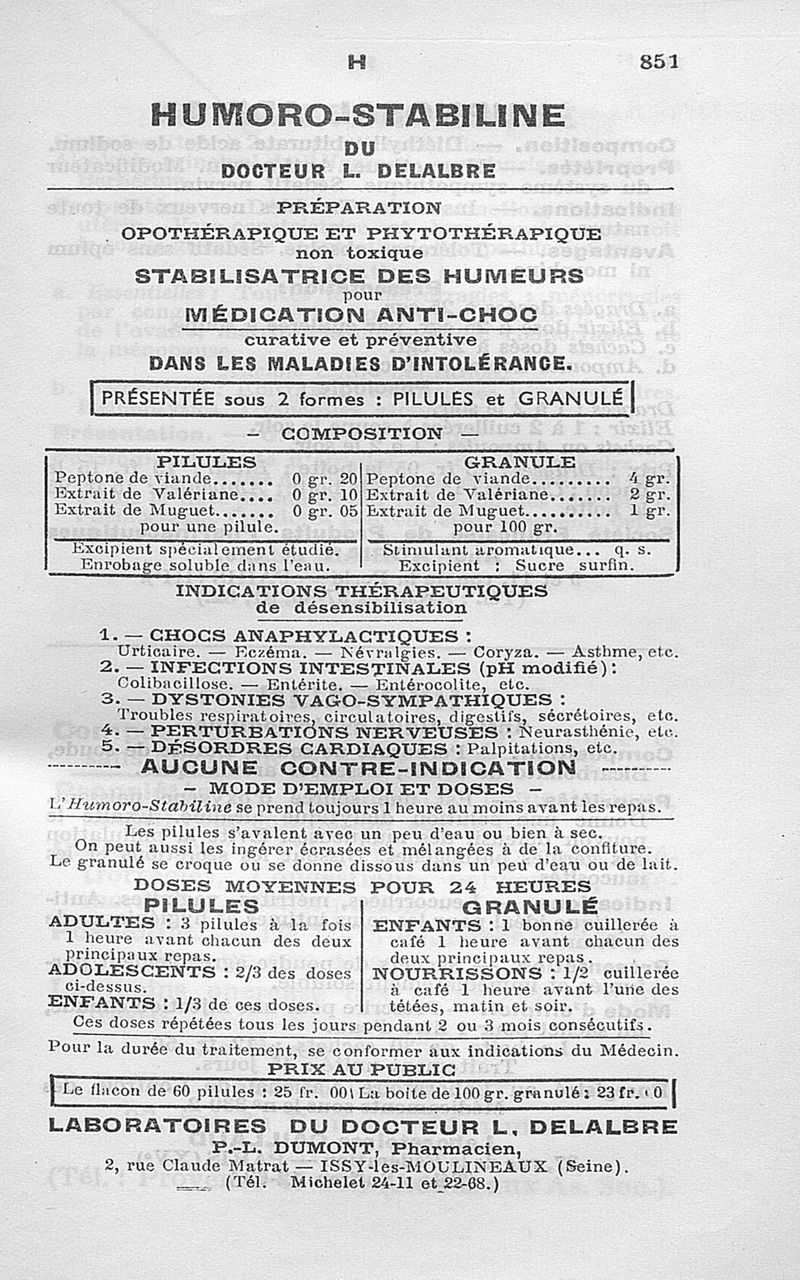 H 851
HUMORO-STABILINE
DU
DOCTEUR L. DELALBRE
PRÉPARATION
OPOTHÉRAPIQUE ET PHYTOTHÉRAPIQUE
non toxique
STABILISATRICE DES HUMEURS
pour
MÉDICATION ANTI-CHOC
curative et préventive
DANS LES MALADIES D'INTOLÉRANCE.
PRÉSENTÉE sous 2 formes : PILULES et GRANULÉ
— COMPOSITION —
PILULES
Peptone de viande....... 0 gr. 20
Extrait de Valériane..... 0 gr. 10
Extrait de Muguet....... 0 gr. 05
pour une pilule.
Excipient spécialement étudié.
Enrobage soluble dans l'eau.
GRANULE
Peptone de viande......... 4 gr.
Extrait de Valériane....... 2 gr.
Extrait de Muguet.......... 1 gr.
pour 100 gr.
Stimulant aromatique... q. s.
Excipient : Sucre surfin.
INDICATIONS THÉRAPEUTIQUES
de désensibilisation
1. — CHOCS ANAPHYLACTIQUES :
Urticaire. — Eczéma. — Névralgies. — Coryza. — Asthme, etc.
2. — INFECTIONS INTESTINALES (pH modifié) :
Colibacillose. — Entérite. — Entérocolite, etc.
3. — DYSTONIES VAGO-SYMPATHIQUES :
Troubles respiratoires, circulatoires, digestifs, sécrétoires, etc.
4. — PERTURBATIONS NERVEUSES : Neurasthénie, etc.
5. — DÉSORDRES CARDIAQUES : Palpitations, etc.
AUCUNE CONTRE-INDICATION
— MODE D'EMPLOI ET DOSES —
L'Humoro-Stabiline se prend toujours 1 heure au moins avant les repas.
Les pilules s'avalent avec un peu d'eau ou bien à sec.
On peut aussi les ingérer écrasées et mélangées à de la confiture.
Le granulé se croque ou se donne dissous dans un peu d'eau ou de lait.
DOSES MOYENNES POUR 24 HEURES
PILULES
ADULTES : 3 pilules à la fois
1 heure avant chacun des deux
principaux repas.
ADOLESCENTS : 2/3 des doses
ci-dessus.
ENFANTS : 1/3 de ces doses.
GRANULÉ
ENFANTS : 1 bonne cuillerée à
café 1 heure avant chacun des
deux principaux repas.
NOURRISSONS : 1/2 cuillerée
à café 1 heure avant l'une des
tétées, matin et soir.
Ces doses répétées tous les jours pendant 2 ou 3 mois consécutifs.
Pour la durée du traitement, se conformer aux indications du Médecin.
PRIX AU PUBLIC
Le flacon de 60 pilules : 25 fr. 00 La boite de 100 gr. granulé : 23 fr.
LABORATOIRES DU DOCTEUR L. DELALBRE
P.-L. DUMONT, Pharmacien,
2, rue Claude Matrat — ISSY-les-MOULINEAUX (Seine).
(Tél. Michelet 24-11 et 22-68.)